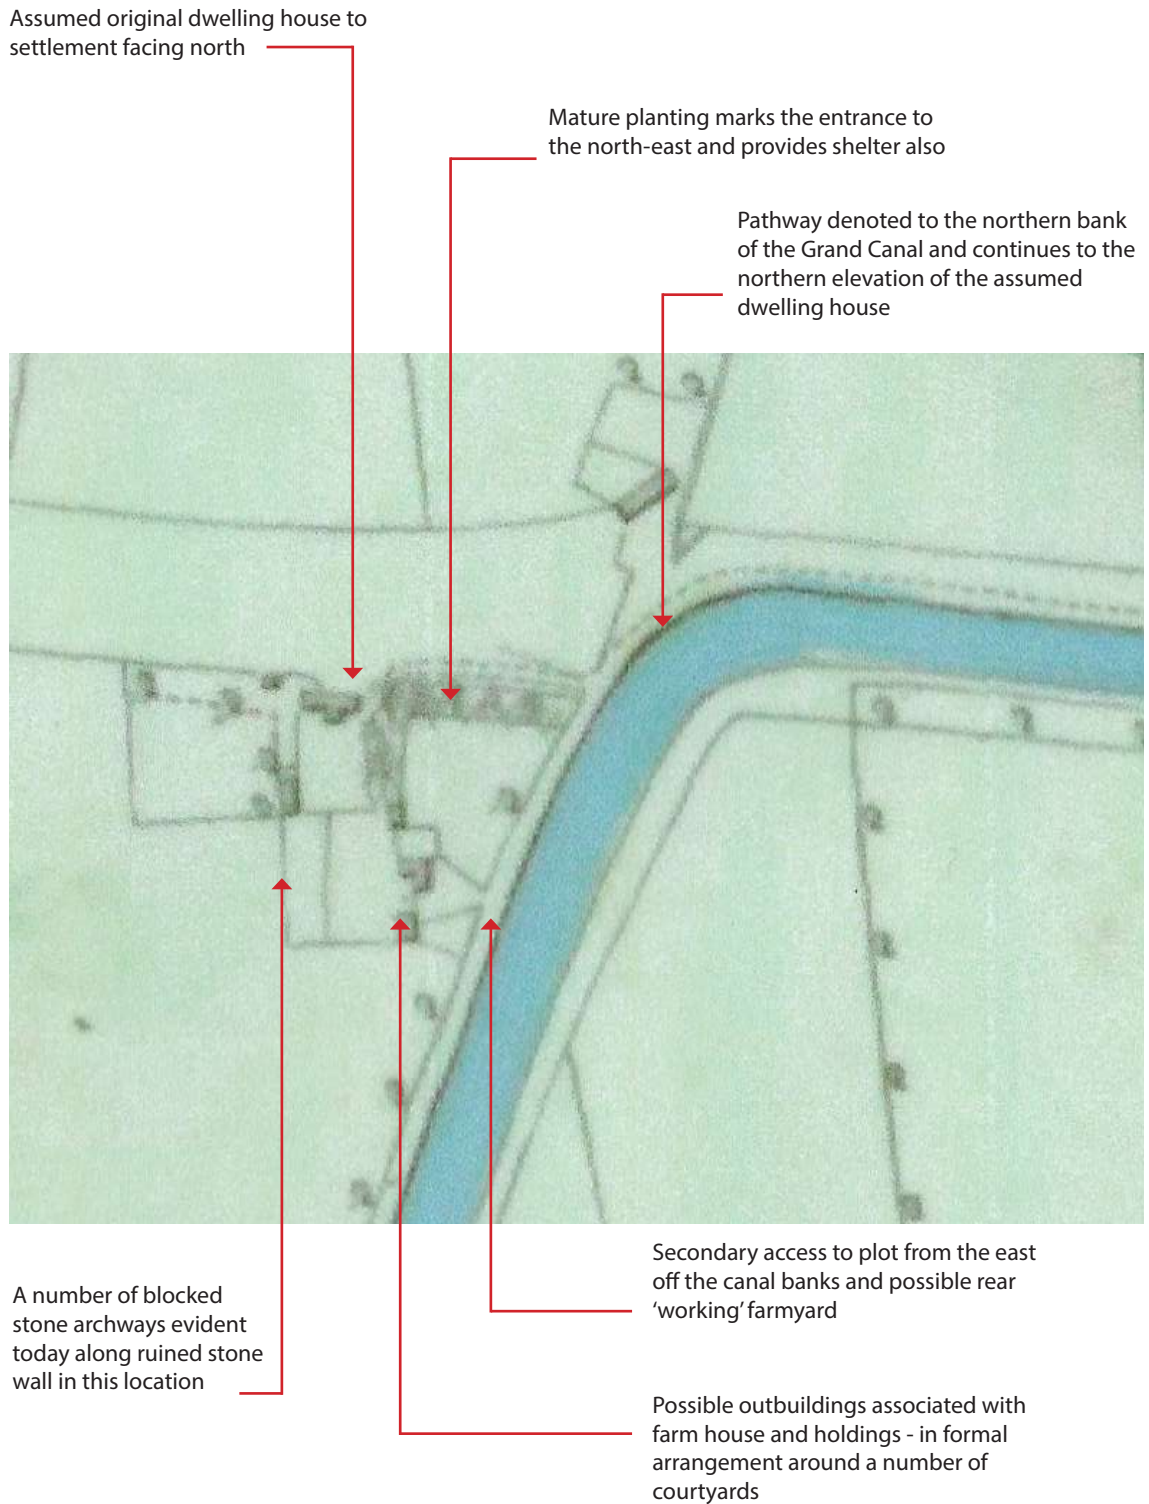 Assumed original dwelling house to
settlement facing north
Mature planting marks the entrance to
the north-east and provides shelter also
Pathway denoted to the northern bank
of the Grand Canal and continues to the
northern elevation of the assumed
dwelling house
A number of blocked
stone archways evident
today along ruined stone
wall in this location
Secondary access to plot from the east
off the canal banks and possible rear
‘working’ farmyard
Possible outbuildings associated with
farm house and holdings - in formal
arrangement around a number of
courtyards